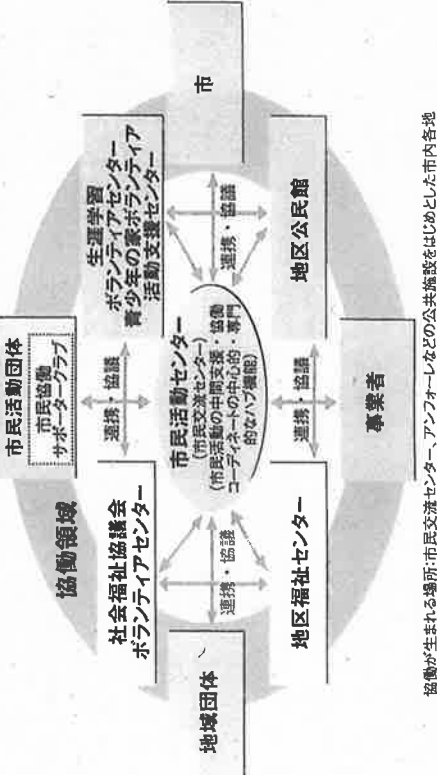 市民活動団体
市民協働
サポータークラブ
協働領域
連携・協議
社会福祉協議会
ボランティアセンター
生涯学習
ボランティアセンター
青少年の家ボランティア
活動支援センター
地域団体
連携・協議
市民活動センター
(市民交流センター)
(市民活動の中間支援・協働
コーディネートの中心的・専門
的なハブ機能)
連携・協議
市
地区福祉センター
連携・協議
地区公民館
事業者
協働が生まれる場所:市民交流センター、アンフォーレなどの公共施設をはじめとした市内各地